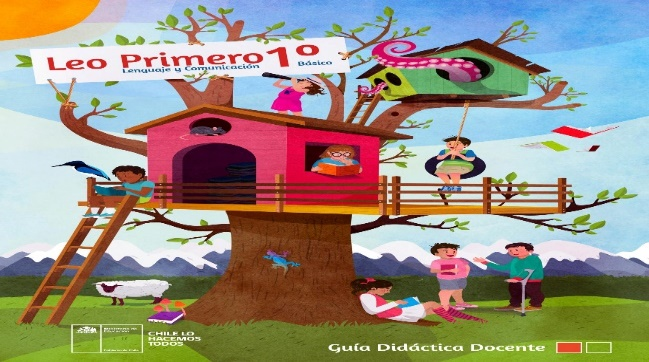 Leo Primero 1º
Lenguaje y Comunicación Básico
CHILE LO
HACEMOS
TODOS
Guía Didáctica Docente